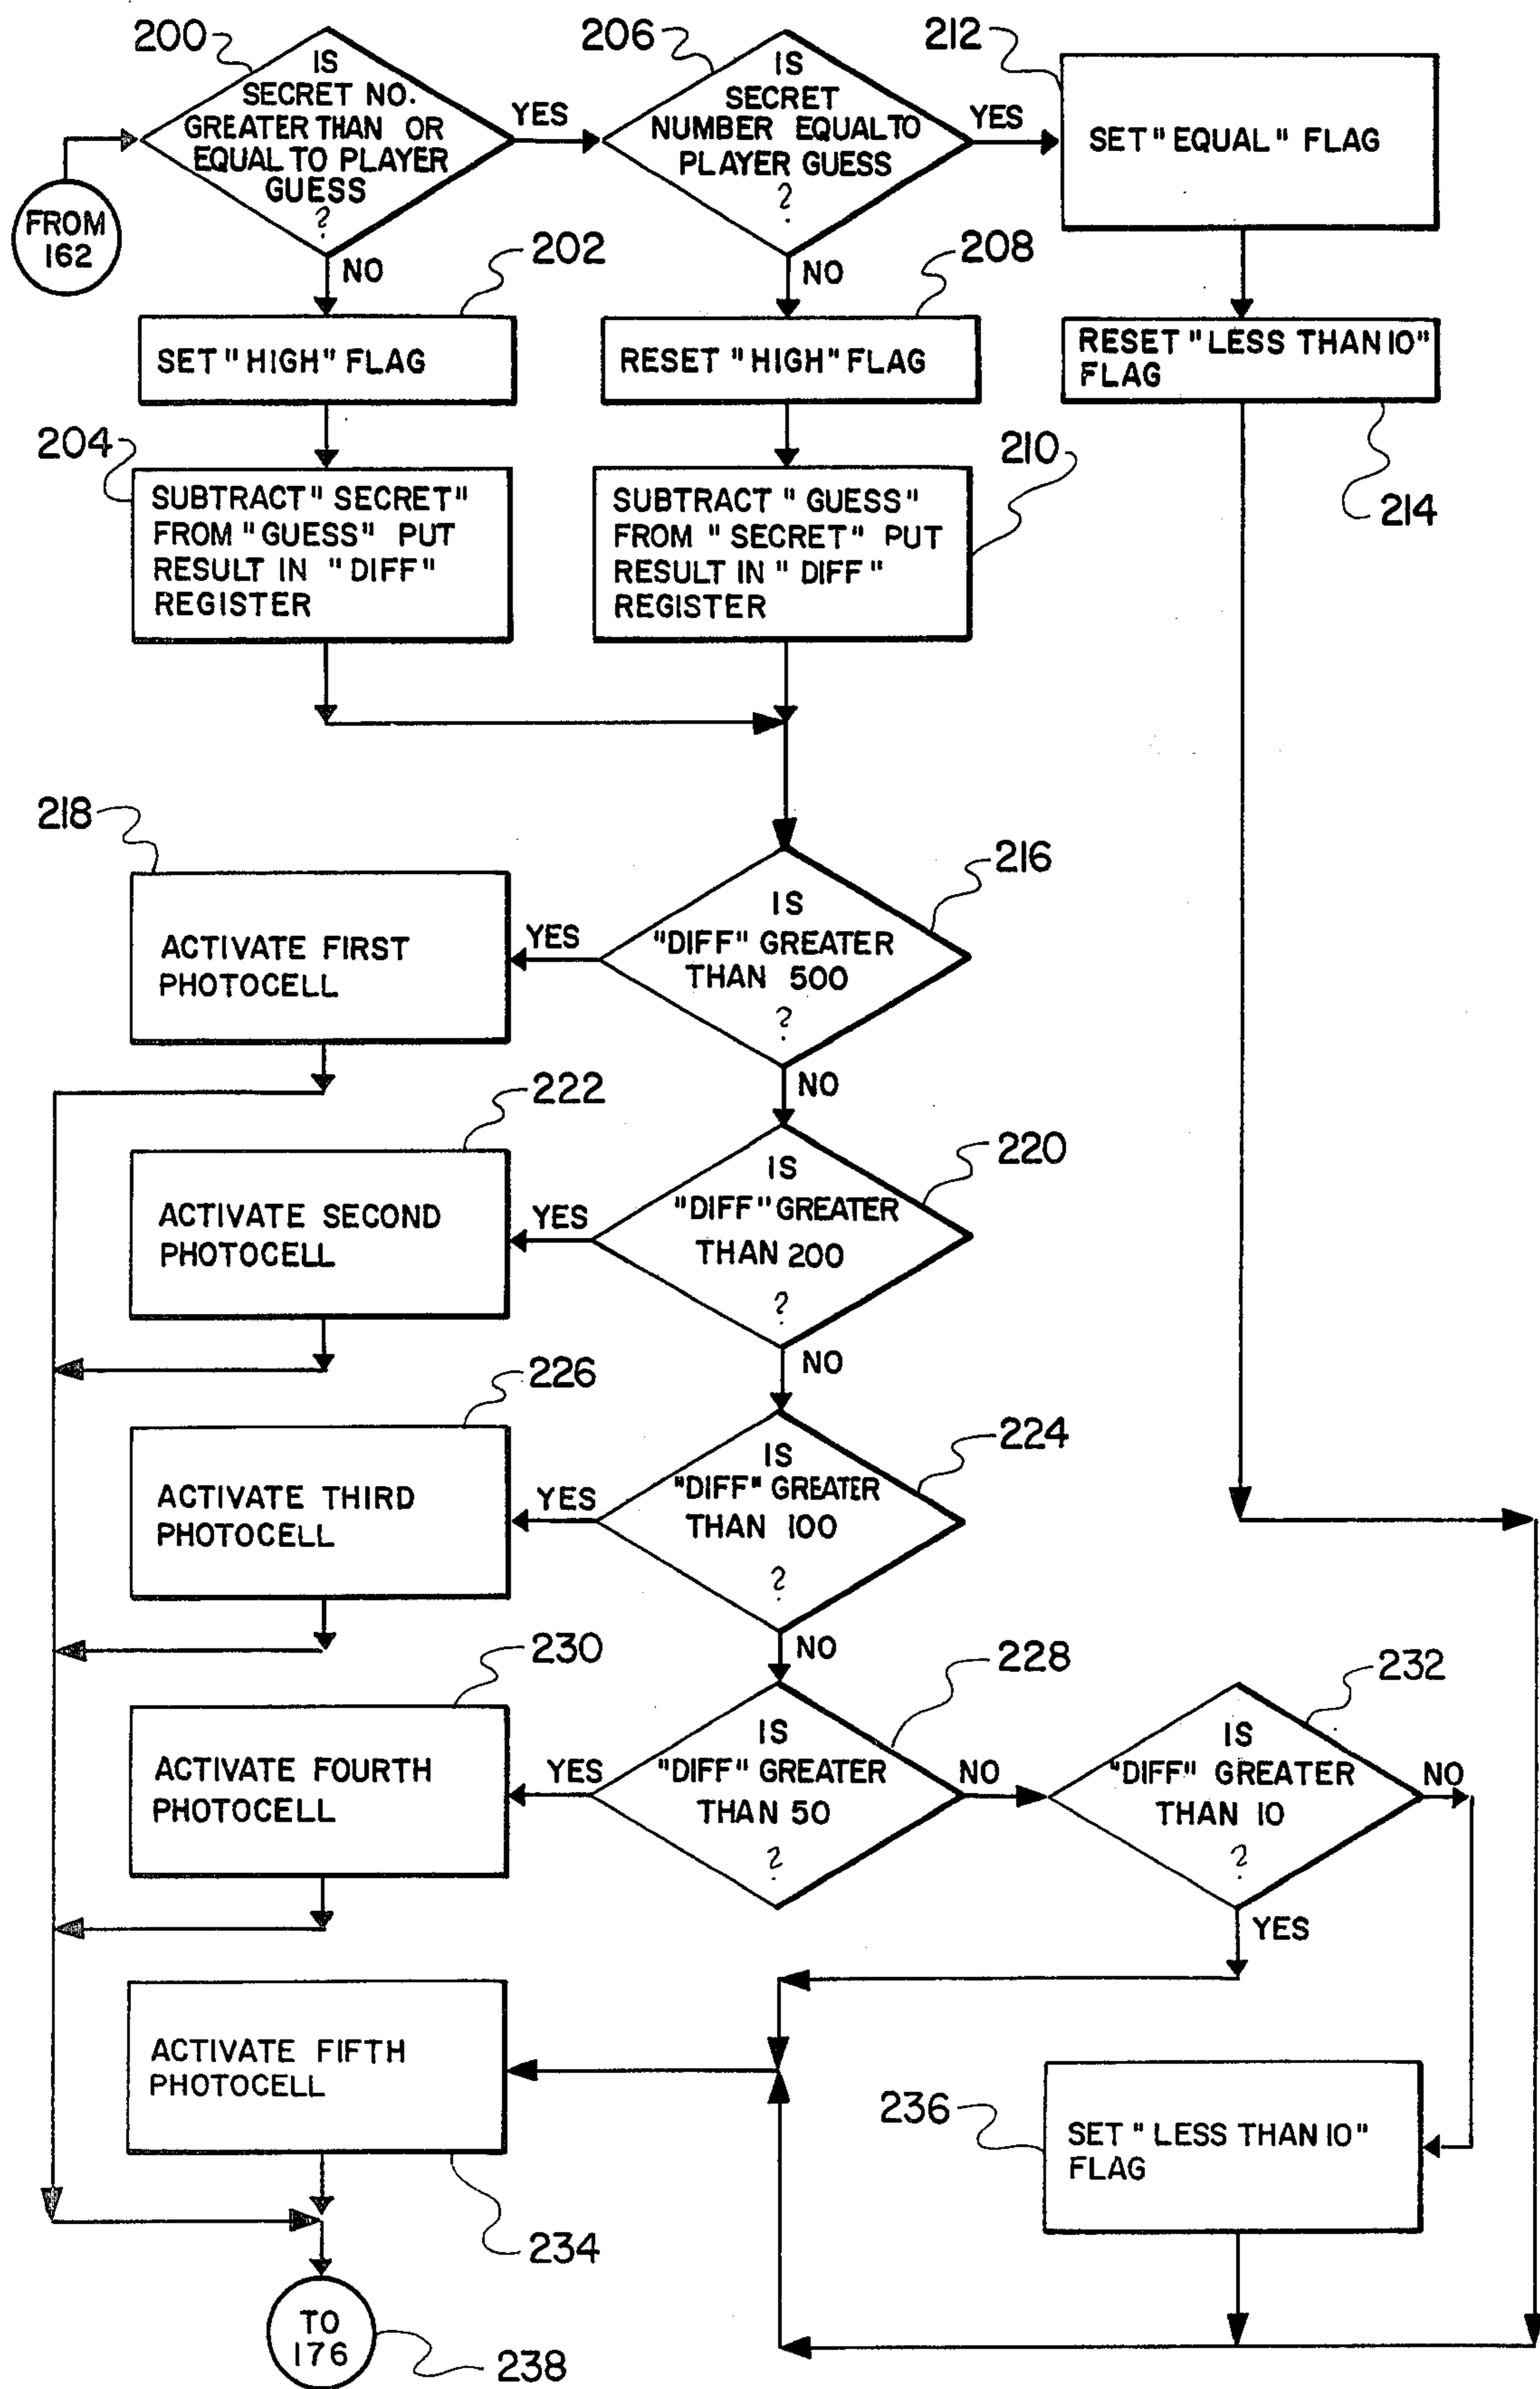 200
IS
SECRET NO.
GREATER THAN OR
EQUAL TO PLAYER
GUESS
?
YES
NO
FROM
162
206
IS
SECRET
NUMBER EQUAL TO
PLAYER GUESS
?
YES
NO
212
SET "EQUAL" FLAG
202
SET "HIGH" FLAG
208
RESET "HIGH" FLAG
RESET "LESS THAN 10"
FLAG
214
204
SUBTRACT "SECRET"
FROM "GUESS" PUT
RESULT IN "DIFF"
REGISTER
210
SUBTRACT "GUESS"
FROM "SECRET" PUT
RESULT IN "DIFF"
REGISTER
218
ACTIVATE FIRST
PHOTOCELL
YES
216
IS
"DIFF" GREATER
THAN 500
?
NO
222
ACTIVATE SECOND
PHOTOCELL
YES
220
IS
"DIFF" GREATER
THAN 200
?
NO
226
ACTIVATE THIRD
PHOTOCELL
YES
224
IS
"DIFF" GREATER
THAN 100
?
NO
230
ACTIVATE FOURTH
PHOTOCELL
YES
228
IS
"DIFF" GREATER
THAN 50
?
NO
232
IS
"DIFF" GREATER
THAN 10
?
NO
YES
ACTIVATE FIFTH
PHOTOCELL
234
236
SET "LESS THAN 10"
FLAG
TO
176
238